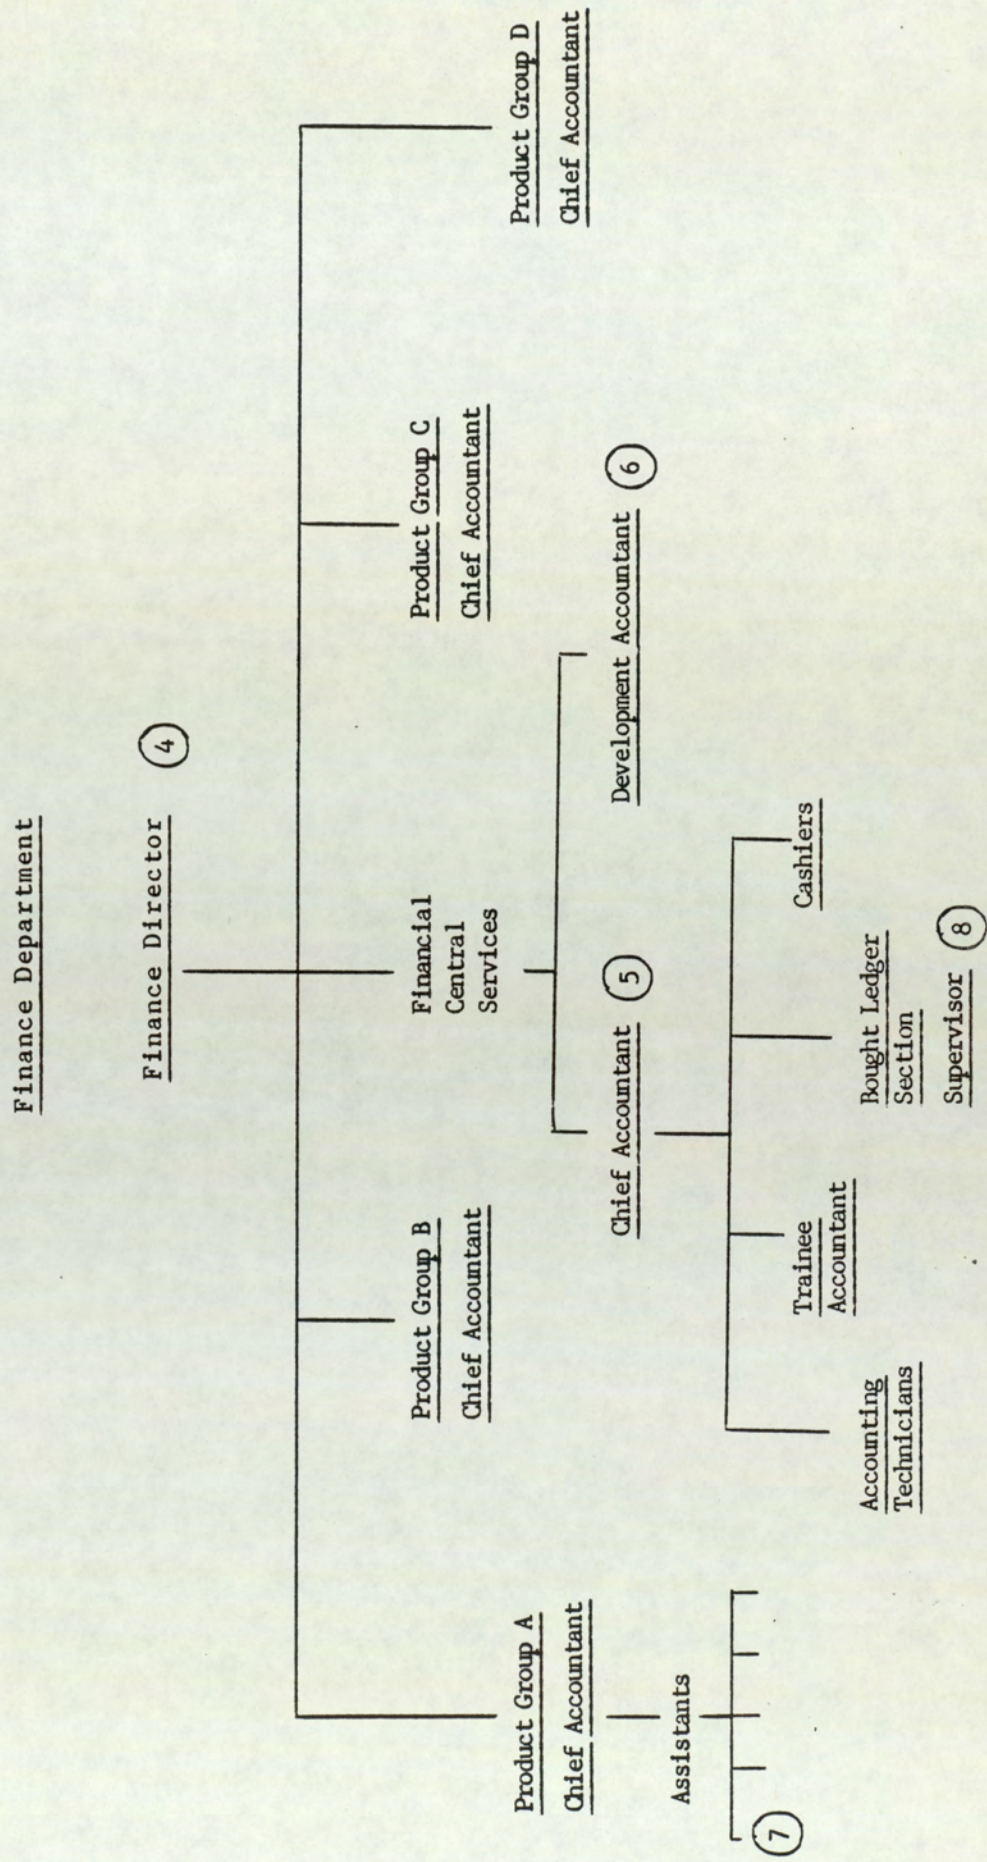 Finance Department
Finance Director
4
Product Group A
Chief Accountant
Assistants
7
Product Group B
Chief Accountant
Financial
Central
Services
Product Group C
Chief Accountant
Product Group D
Chief Accountant
Chief Accountant
5
Development Accountant
6
Accounting
Technicians
Trainee
Accountant
Bought Ledger
Section
Supervisor
8
Cashiers